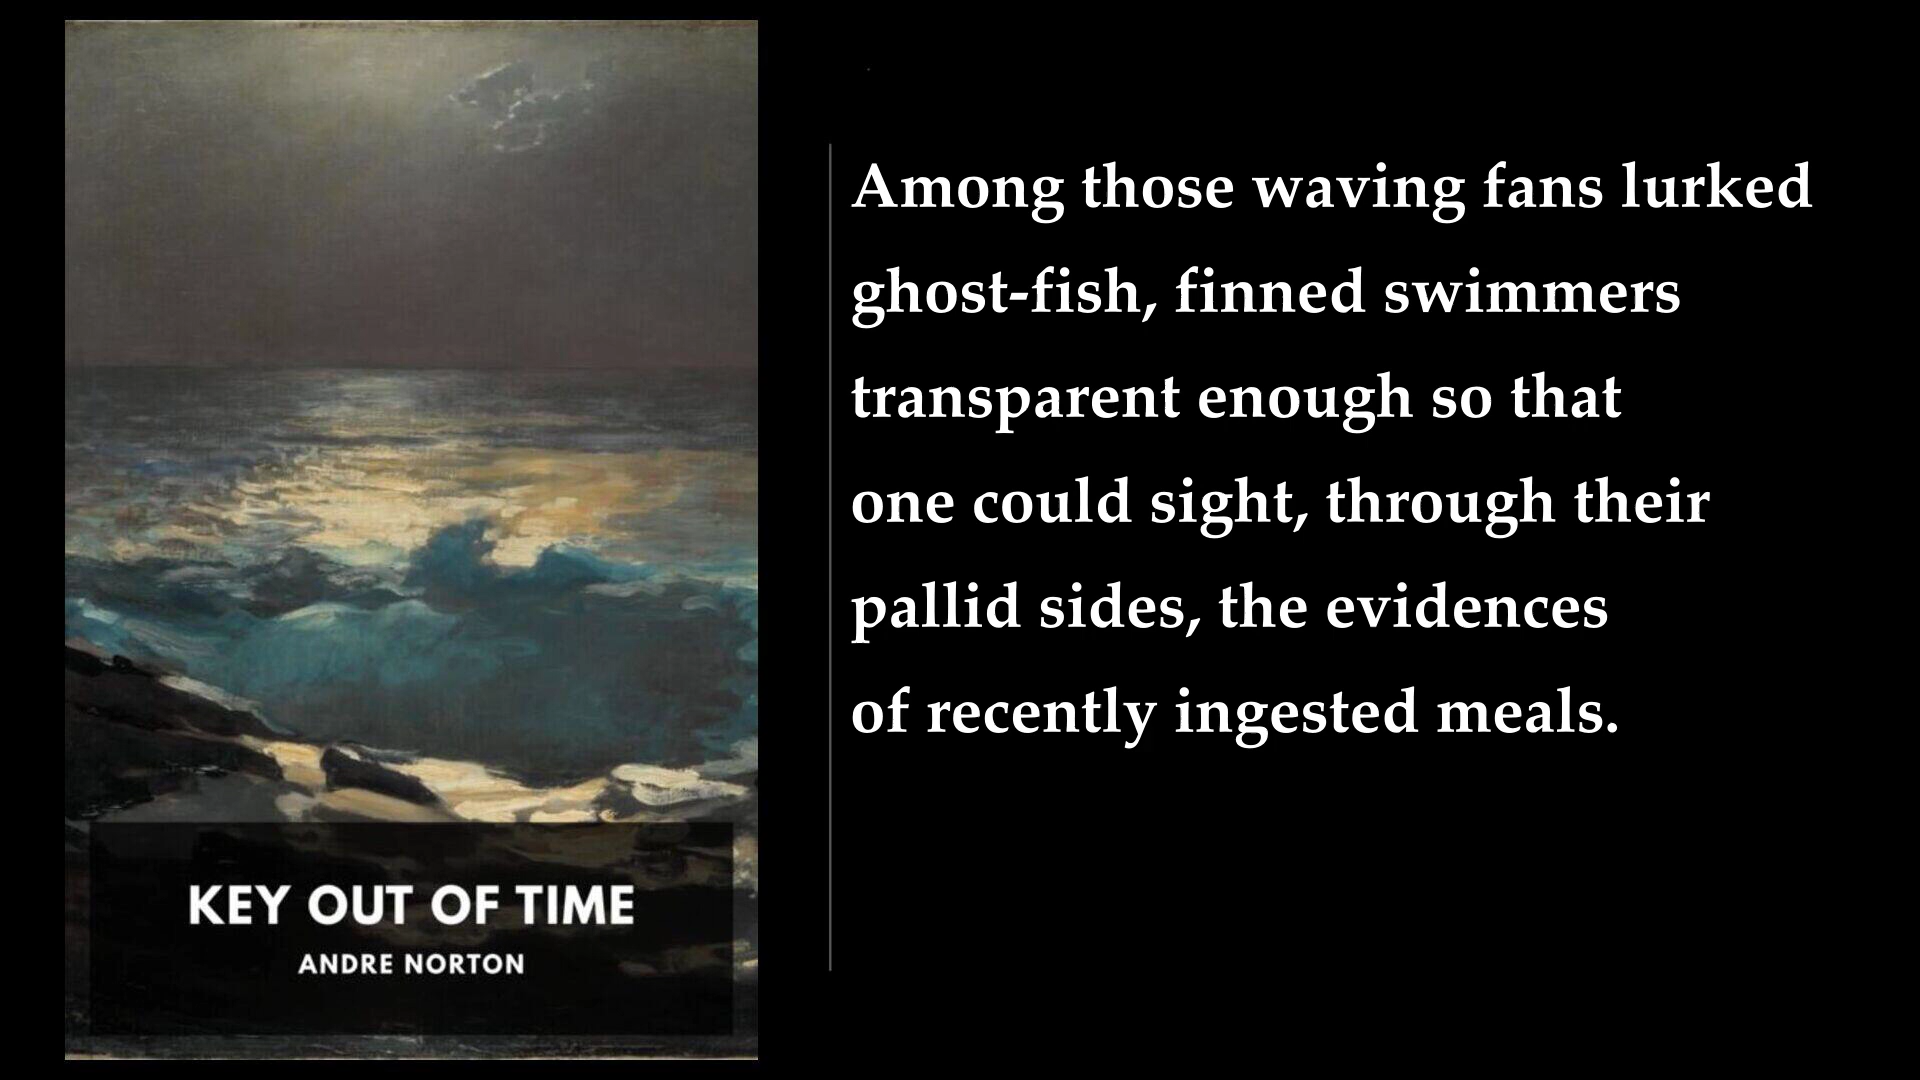 KEY OUT OF TIME
ANDRE NORTON
Among those waving fans lurked
ghost-fish, finned swimmers
transparent enough so that
one could sight, through their
pallid sides, the evidences
of recently ingested meals.